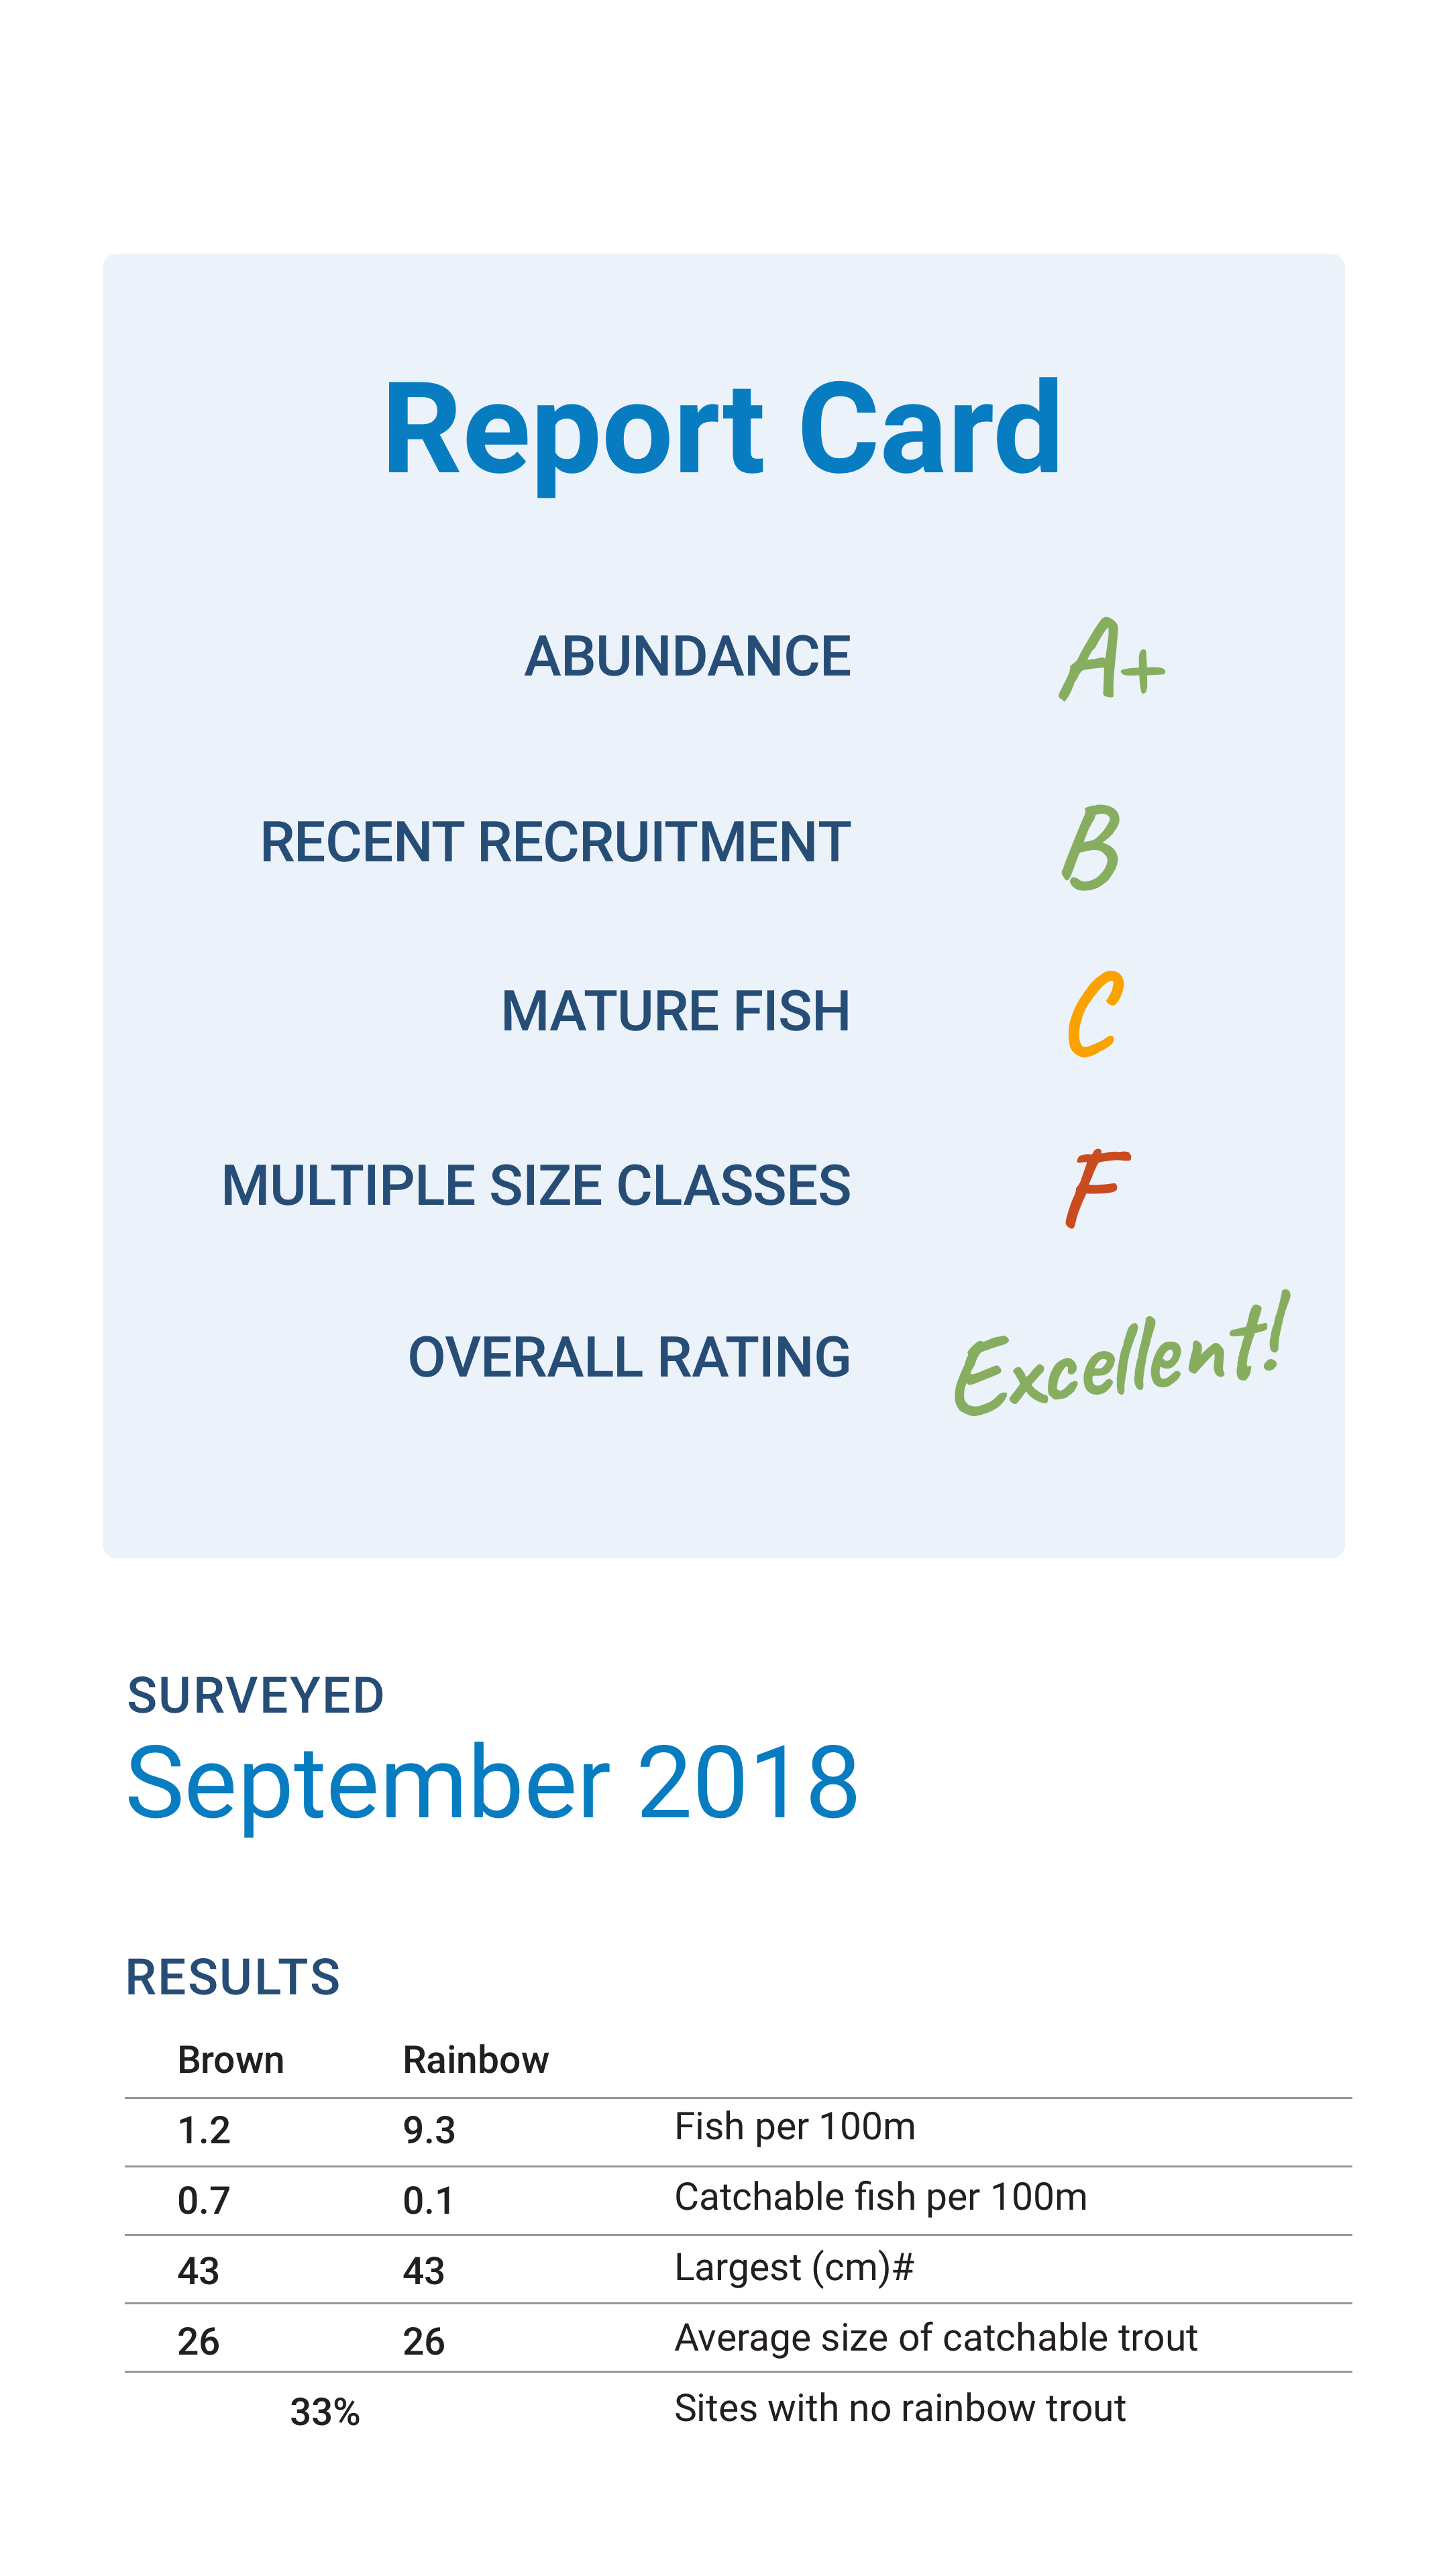 Report Card
ABUNDANCE A+
RECENT RECRUITMENT B
MATURE FISH C
MULTIPLE SIZE CLASSES F
OVERALL RATING Excellent!
SURVEYED
September 2018
RESULTS
Brown Rainbow
1.2 9.3 Fish per 100m
0.7 0.1 Catchable fish per 100m
43 43 Largest (cm)#
26 26 Average size of catchable trout
33% Sites with no rainbow trout